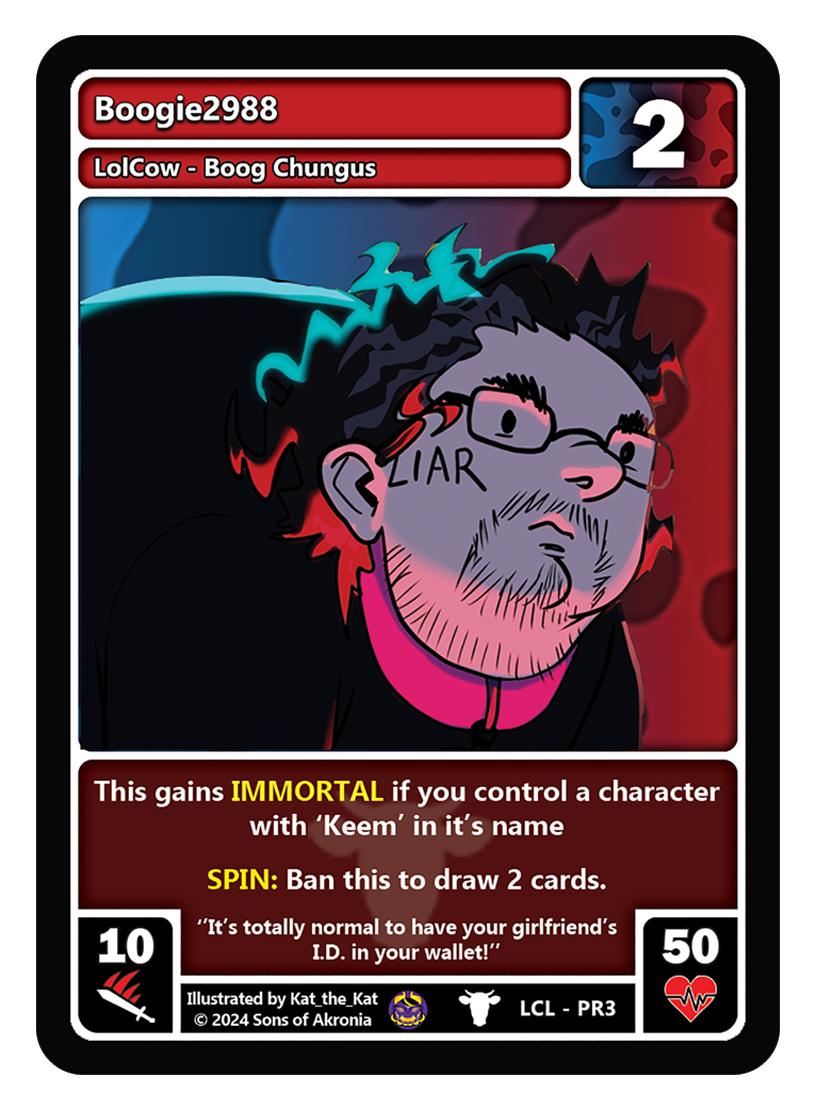 Boogie2988
2
LolCow - Boog Chungus
LIAR
This gains IMMORTAL if you control a character
with ‘Keem’ in it’s name
SPIN: Ban this to draw 2 cards.
‘‘It’s totally normal to have your girlfriend’s
I.D. in your wallet!’’
10
50
Illustrated by Kat_the_Kat
© 2024 Sons of Akronia
LCL - PR3